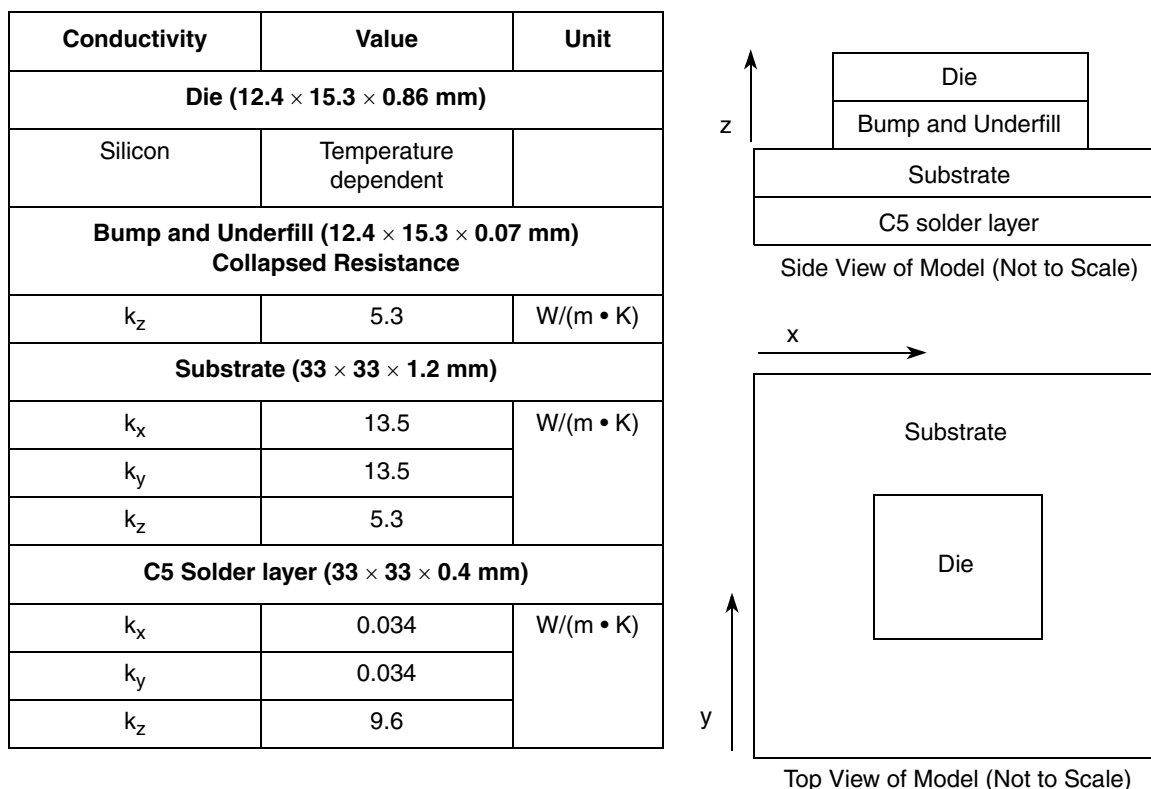 Conductivity Value Unit
Die (12.4 × 15.3 × 0.86 mm)
Silicon Temperature
dependent
Bump and Underfill (12.4 × 15.3 × 0.07 mm)
Collapsed Resistance
kz 5.3 W/(m • K)
Substrate (33 × 33 × 1.2 mm)
kx 13.5 W/(m • K)
ky 13.5
kz 5.3
C5 Solder layer (33 × 33 × 0.4 mm)
kx 0.034 W/(m • K)
ky 0.034
kz 9.6
Die
z
Bump and Underfill
Substrate
C5 solder layer
Side View of Model (Not to Scale)
x
Substrate
Die
y
Top View of Model (Not to Scale)